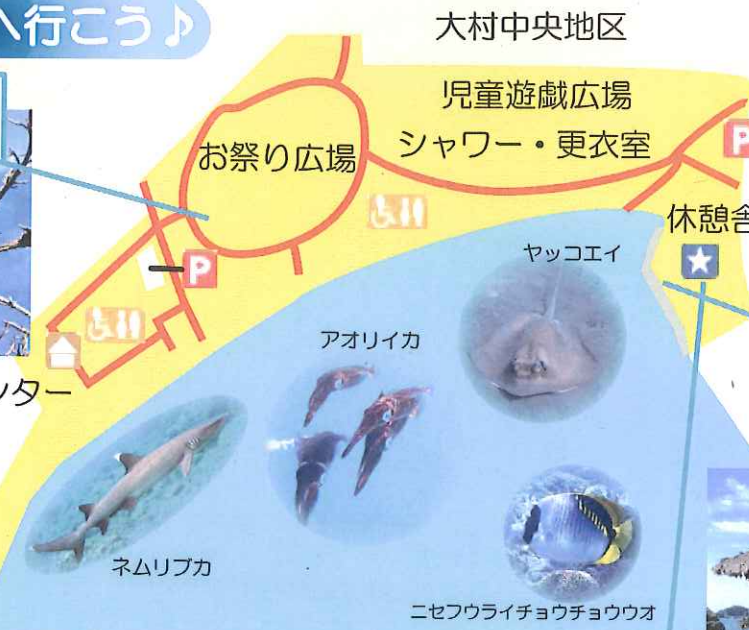 へ行こう♪
大村中央地区
児童遊戯広場
シャワー・更衣室
お祭り広場
P
休憩舎
P
ヤッコエイ
アオリイカ
ンター
ネムリブカ
ニセフウライチョウチョウウオ